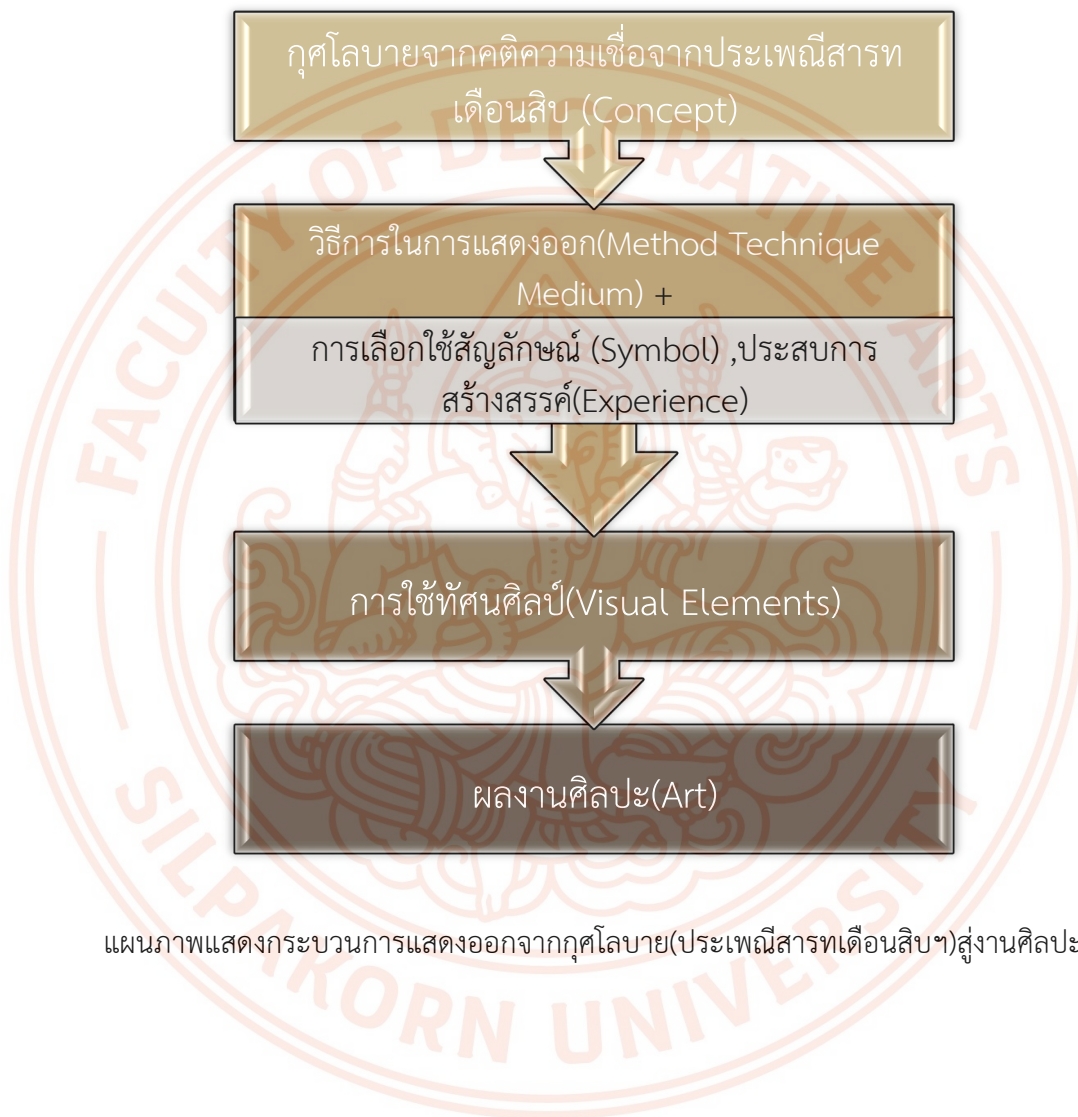 กุศโลบายจากคติความเชื่อจากประเพณีสารท
เดือนสิบ (Concept)
วิธีการในการแสดงออก(Method Technique
Medium) +
การเลือกใช้สัญลักษณ์ (Symbol) ,ประสบการ
สร้างสรรค์(Experience)
การใช้ทัศนศิลป์(Visual Elements)
ผลงานศิลปะ(Art)
แผนภาพแสดงกระบวนการแสดงออกจากกุศโลบาย(ประเพณีสารทเดือนสิบฯ)สู่งานศิลปะ
FACULTY OF DECORATIVE ARTS
SILPAKORN UNIVERSITY